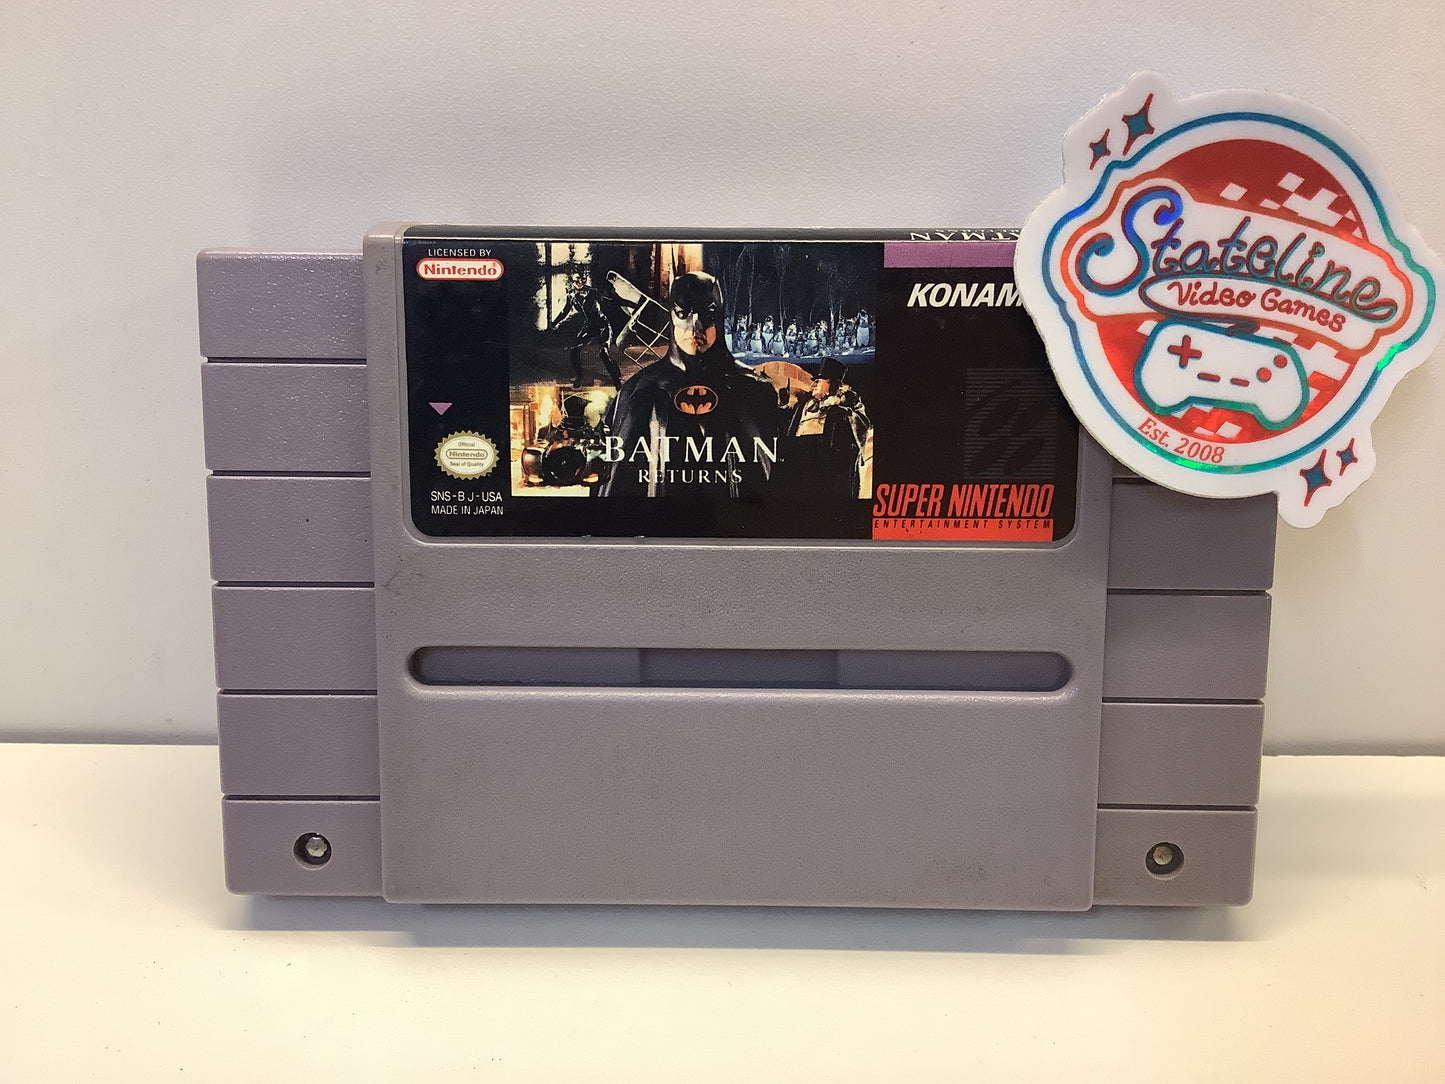 LICENSED BY
Nintendo
BATMAN
RETURNS
Official
Nintendo
Seal of Quality
SNS-BJ-USA
MADE IN JAPAN
KONAM
SUPER NINTENDO
ENTERTAINMENT SYSTEM
Stateline
Video Games
Est. 2008